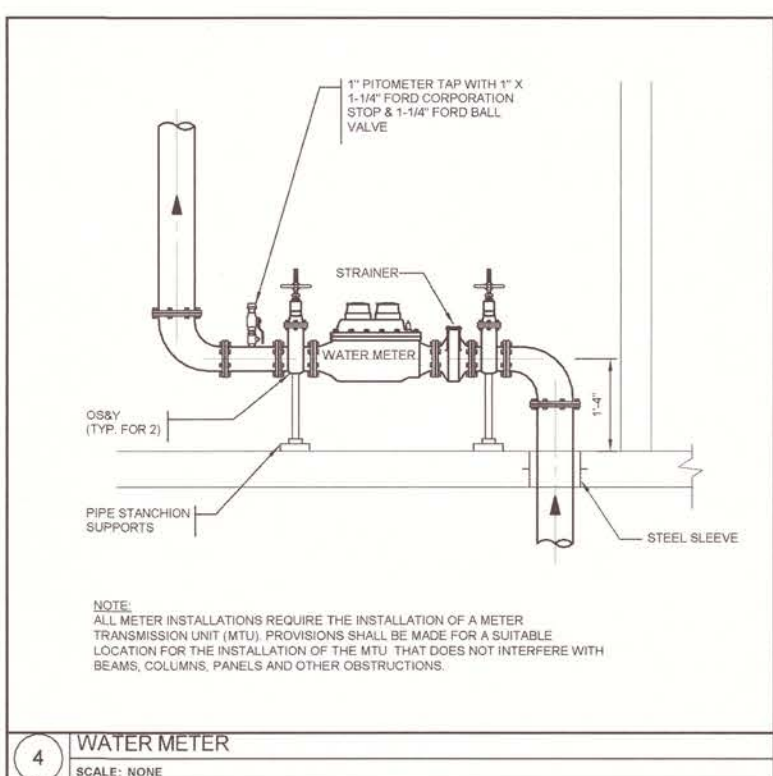 1" PITOMETER TAP WITH 1" X
1-1/4" FORD CORPORATION
STOP & 1-1/4" FORD BALL
VALVE
STRAINER
WATER METER
OS&Y
(TYP. FOR 2)
1'-4"
PIPE STANCHION
SUPPORTS
STEEL SLEEVE
NOTE:
ALL METER INSTALLATIONS REQUIRE THE INSTALLATION OF A METER
TRANSMISSION UNIT (MTU). PROVISIONS SHALL BE MADE FOR A SUITABLE
LOCATION FOR THE INSTALLATION OF THE MTU THAT DOES NOT INTERFERE WITH
BEAMS, COLUMNS, PANELS AND OTHER OBSTRUCTIONS.
4
WATER METER
SCALE: NONE